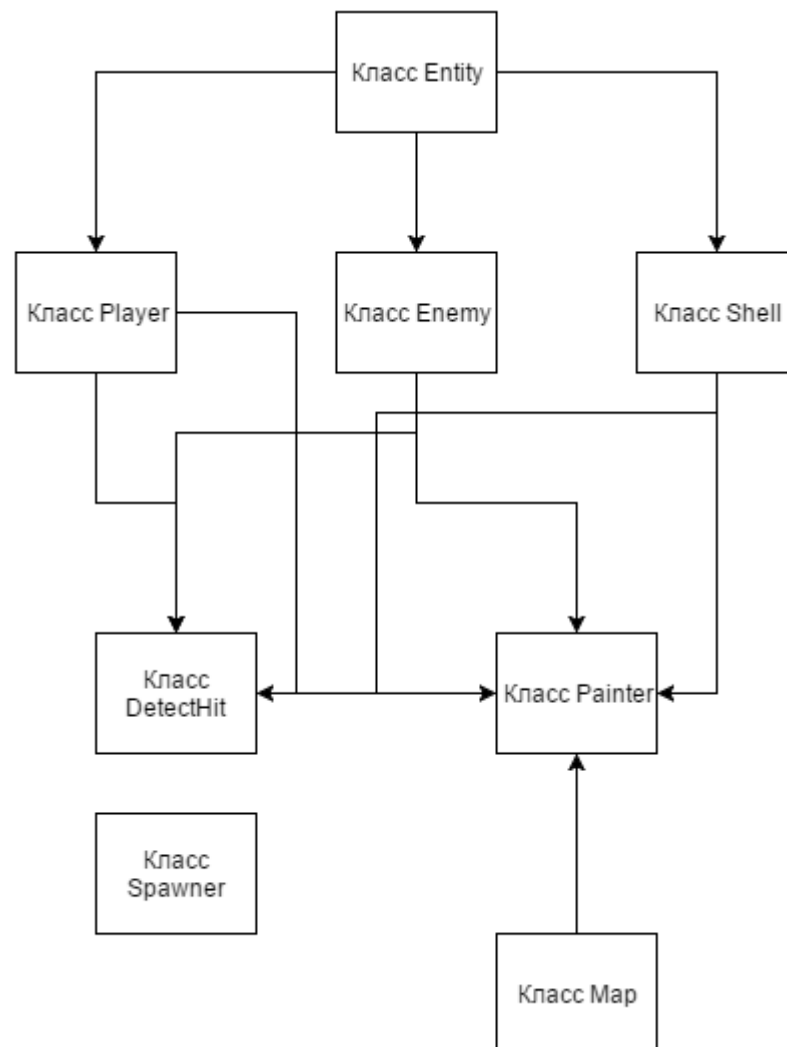 Класс Entity
Класс Player
Класс Enemy
Класс Shell
Класс
DetectHit
Класс Painter
Класс
Spawner
Класс Map